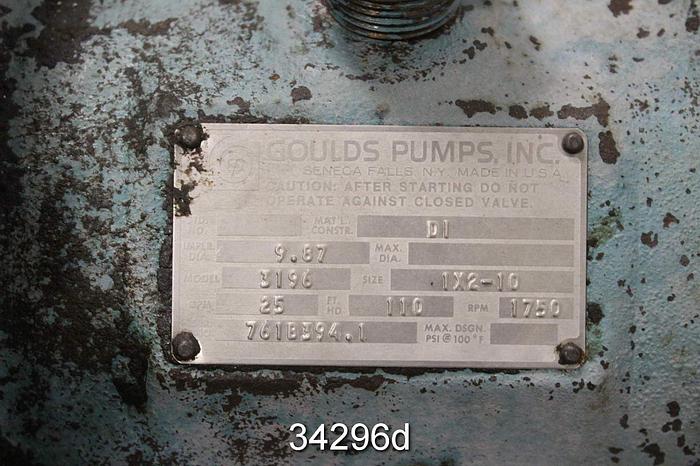 GOULDS PUMPS, INC.
SENECA FALLS, N.Y. MADE IN U.S.A.
CAUTION: AFTER STARTING DO NOT
OPERATE AGAINST CLOSED VALVE.
NO. MAT'L. CONSTR. DI
IMPLR. DIA. 9.87 MAX. DIA.
MODEL 3196 SIZE 1X2-10
GPM 25 FT. HD. 110 RPM 1750
761B394.1 MAX. DSGN. PSI @ 100 °F
34296d